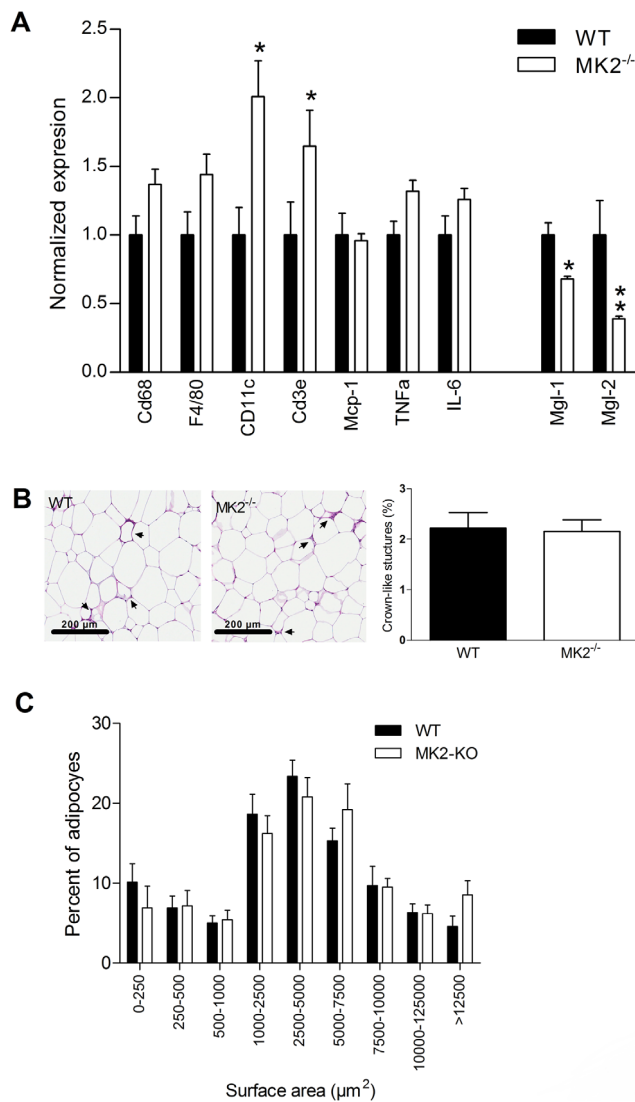 A
Normalized expresion
2.5
2.0
1.5
1.0
0.5
0.0
WT
MK2⁻/⁻
*
*
*
**
Cd68
F4/80
CD11c
Cd3e
Mcp-1
TNFa
IL-6
Mgl-1
Mgl-2
B
WT
200 µm
MK2⁻/⁻
200 µm
Crown-like stuctures (%)
3
2
1
0
WT
MK2⁻/⁻
C
Percent of adipocyes
30
20
10
0
WT
MK2-KO
0-250
250-500
500-1000
1000-2500
2500-5000
5000-7500
7500-10000
10000-125000
>12500
Surface area (µm²)